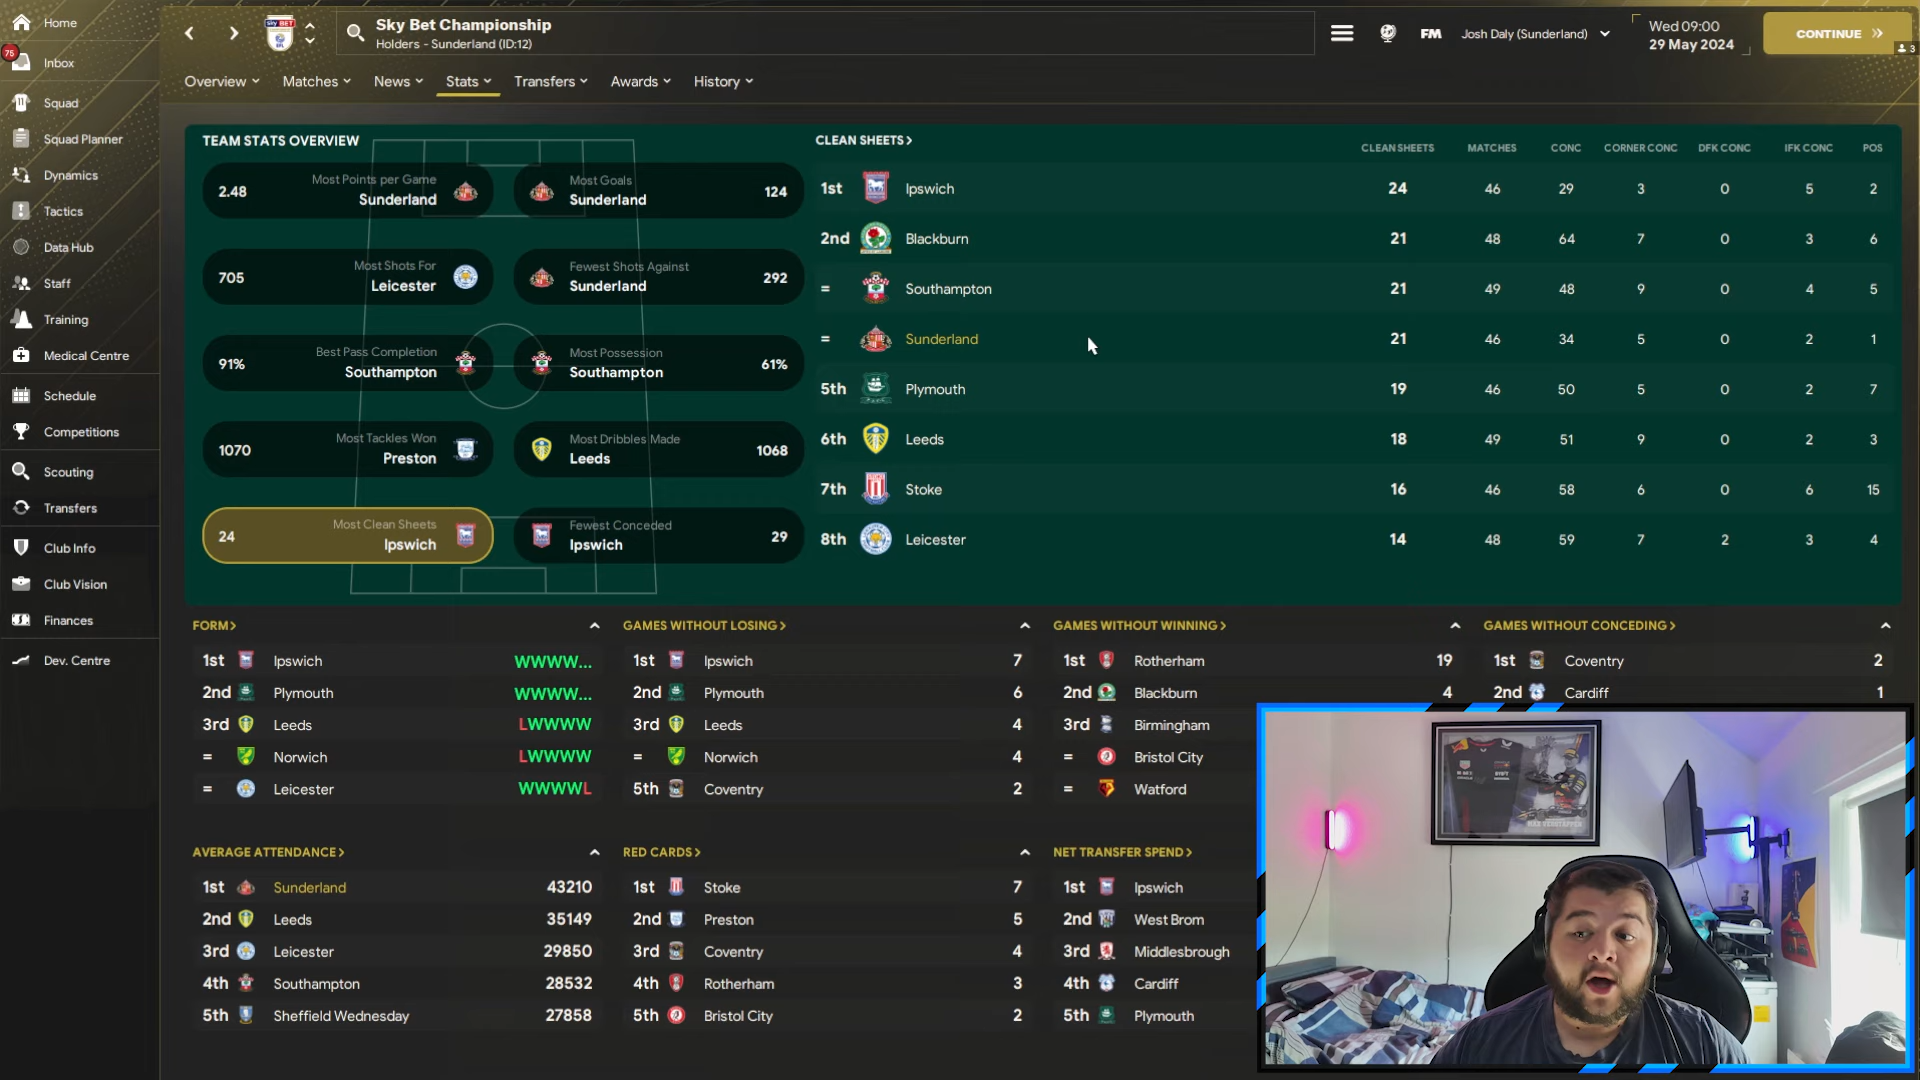 Home
75
Inbox
Squad
Squad Planner
Dynamics
Tactics
Data Hub
Staff
Training
Medical Centre
Schedule
Competitions
Scouting
Transfers
Club Info
Club Vision
Finances
Dev. Centre
Sky Bet Championship
Holders - Sunderland (ID:12)
FM
Josh Daly (Sunderland)
Wed 09:00
29 May 2024
CONTINUE
3
Overview Matches News Stats Transfers Awards History
TEAM STATS OVERVIEW
2.48 Most Points per Game Sunderland
Most Goals Sunderland 124
705 Most Shots For Leicester
Fewest Shots Against Sunderland 292
91% Best Pass Completion Southampton
Most Possession Southampton 61%
1070 Most Tackles Won Preston
Most Dribbles Made Leeds 1068
24 Most Clean Sheets Ipswich
Fewest Conceded Ipswich 29
CLEAN SHEETS >
CLEAN SHEETS MATCHES CONC CORNER CONC DFK CONC IFK CONC POS
1st Ipswich 24 46 29 3 0 5 2
2nd Blackburn 21 48 64 7 0 3 6
= Southampton 21 49 48 9 0 4 5
= Sunderland 21 46 34 5 0 2 1
5th Plymouth 19 46 50 5 0 2 7
6th Leeds 18 49 51 9 0 2 3
7th Stoke 16 46 58 6 0 6 15
8th Leicester 14 48 59 7 2 3 4
FORM >
1st Ipswich WWWW...
2nd Plymouth WWWW...
3rd Leeds LWWWW
= Norwich LWWWW
= Leicester WWWWL
GAMES WITHOUT LOSING >
1st Ipswich 7
2nd Plymouth 6
3rd Leeds 4
= Norwich 4
5th Coventry 2
GAMES WITHOUT WINNING >
1st Rotherham 19
2nd Blackburn 4
3rd Birmingham
= Bristol City
= Watford
GAMES WITHOUT CONCEDING >
1st Coventry 2
2nd Cardiff 1
AVERAGE ATTENDANCE >
1st Sunderland 43210
2nd Leeds 35149
3rd Leicester 29850
4th Southampton 28532
5th Sheffield Wednesday 27858
RED CARDS >
1st Stoke 7
2nd Preston 5
3rd Coventry 4
4th Rotherham 3
5th Bristol City 2
NET TRANSFER SPEND >
1st Ipswich
2nd West Brom
3rd Middlesbrough
4th Cardiff
5th Plymouth
MAX VERSTAPPEN